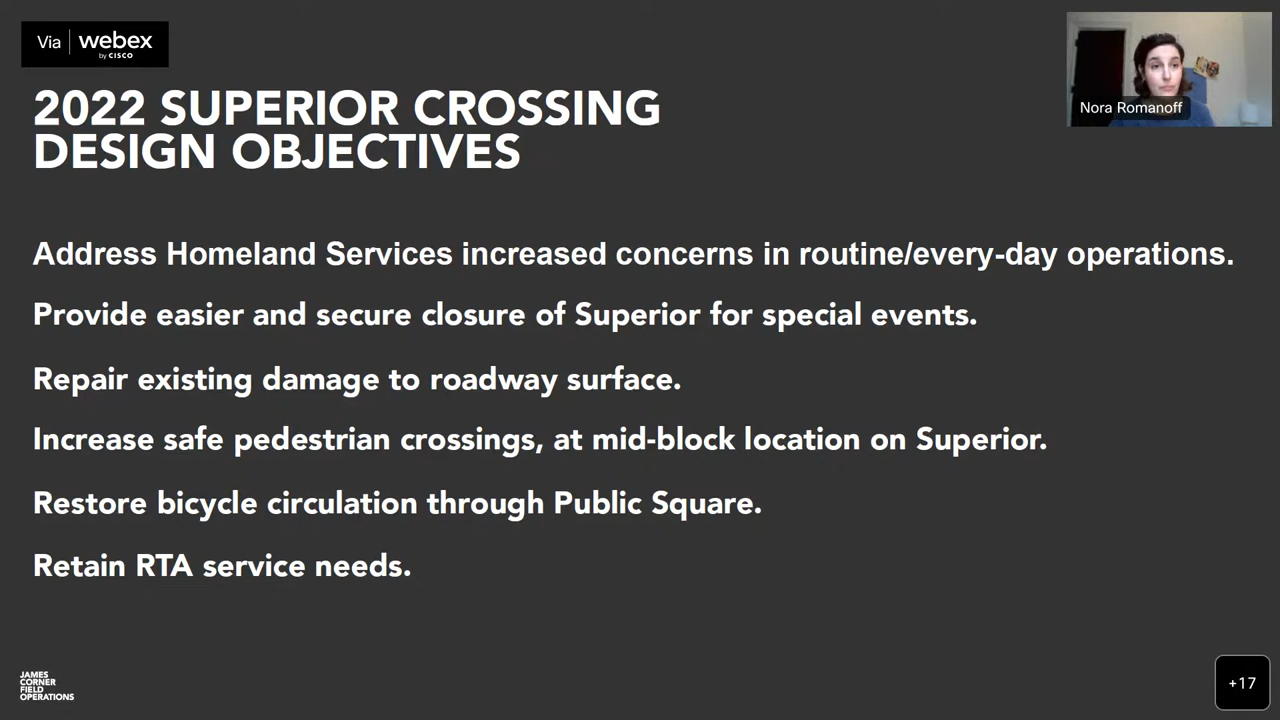 Via webex
by CISCO
Nora Romanoff
2022 SUPERIOR CROSSING
DESIGN OBJECTIVES
Address Homeland Services increased concerns in routine/every-day operations.
Provide easier and secure closure of Superior for special events.
Repair existing damage to roadway surface.
Increase safe pedestrian crossings, at mid-block location on Superior.
Restore bicycle circulation through Public Square.
Retain RTA service needs.
JAMES
CORNER
FIELD
OPERATIONS
+17